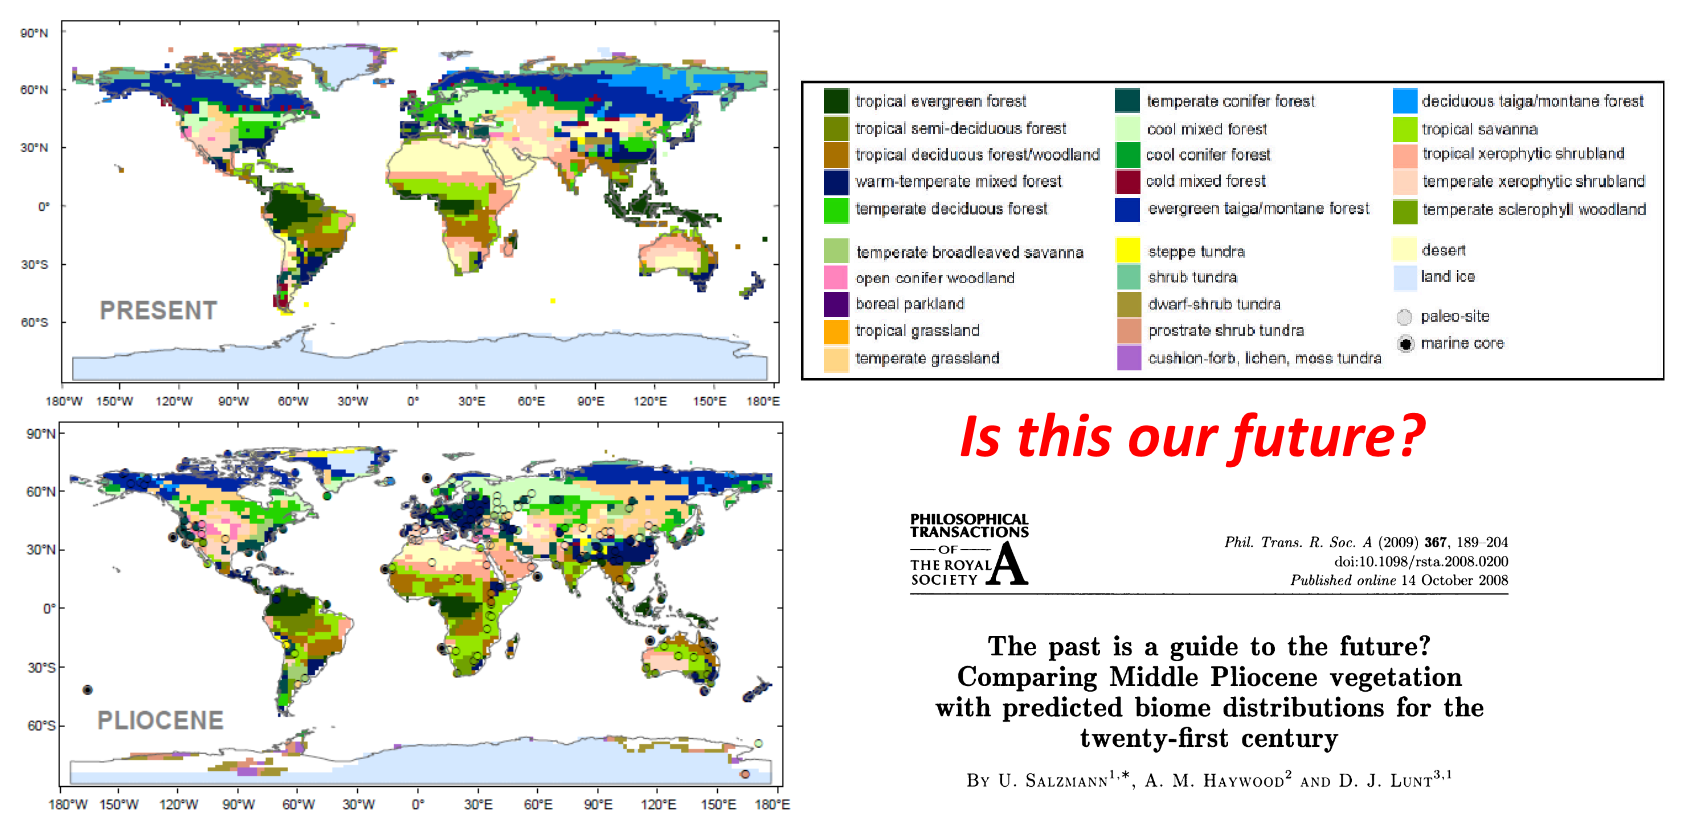 90°N
60°N
30°N
0°
30°S
60°S
PRESENT
180°W 150°W 120°W 90°W 60°W 30°W 0° 30°E 60°E 90°E 120°E 150°E 180°E
tropical evergreen forest
tropical semi-deciduous forest
tropical deciduous forest/woodland
warm-temperate mixed forest
temperate deciduous forest
temperate broadleaved savanna
open conifer woodland
boreal parkland
tropical grassland
temperate grassland
temperate conifer forest
cool mixed forest
cool conifer forest
cold mixed forest
evergreen taiga/montane forest
steppe tundra
shrub tundra
dwarf-shrub tundra
prostrate shrub tundra
cushion-forb, lichen, moss tundra
deciduous taiga/montane forest
tropical savanna
tropical xerophytic shrubland
temperate xerophytic shrubland
temperate sclerophyll woodland
desert
land ice
paleo-site
marine core
90°N
60°N
30°N
0°
30°S
60°S
PLIOCENE
180°W 150°W 120°W 90°W 60°W 30°W 0° 30°E 60°E 90°E 120°E 150°E 180°E
Is this our future?
PHILOSOPHICAL
TRANSACTIONS
OF
THE ROYAL
SOCIETY A
Phil. Trans. R. Soc. A (2009) 367, 189–204
doi:10.1098/rsta.2008.0200
Published online 14 October 2008
The past is a guide to the future?
Comparing Middle Pliocene vegetation
with predicted biome distributions for the
twenty-first century
By U. Salzmann1,*, A. M. Haywood2 and D. J. Lunt3,1